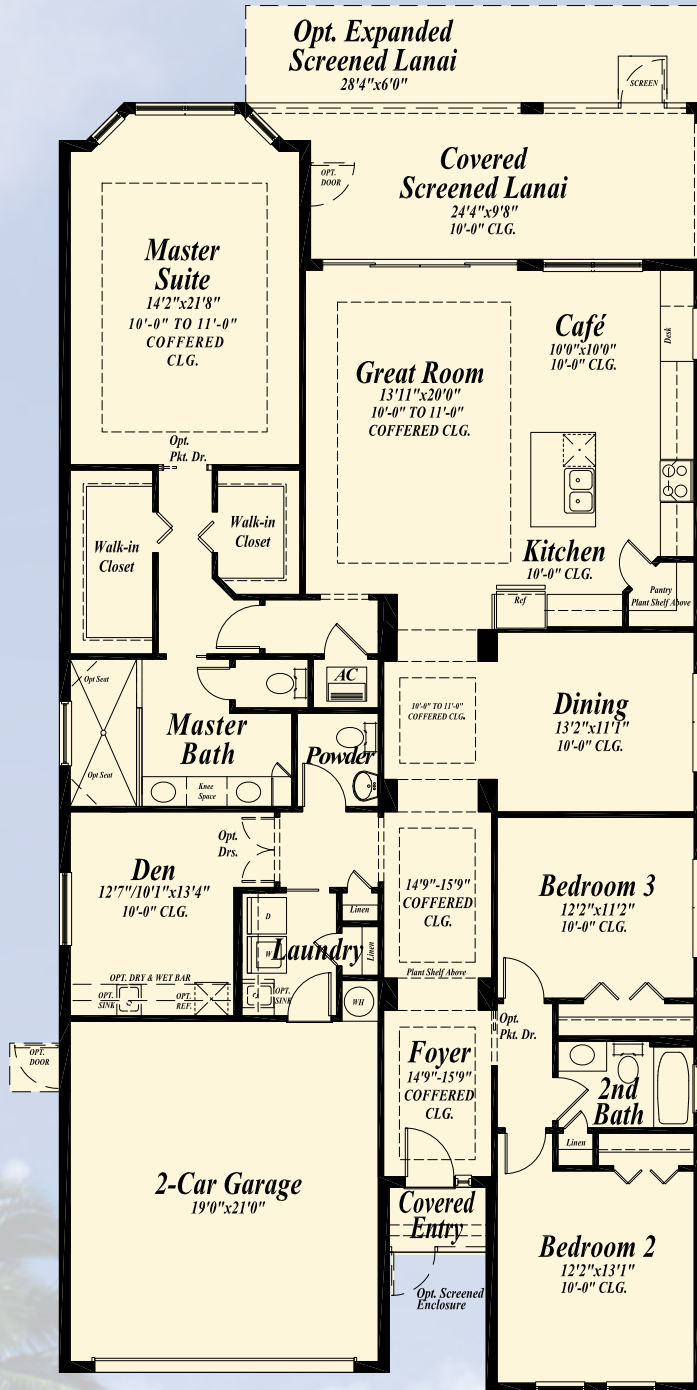 Opt. Expanded
Screened Lanai
28'4"x6'0"
SCREEN
OPT.
DOOR
Covered
Screened Lanai
24'4"x9'8"
10'-0" CLG.
Master
Suite
14'2"x21'8"
10'-0" TO 11'-0"
COFFERED
CLG.
Great Room
13'11"x20'0"
10'-0" TO 11'-0"
COFFERED CLG.
Café
10'0"x10'0"
10'-0" CLG.
Desk
Opt.
Pkt. Dr.
Walk-in
Closet
Walk-in
Closet
Kitchen
10'-0" CLG.
Ref
Pantry
Plant Shelf Above
AC
Opt Seat
Master
Bath
Opt Seat
Knee
Space
Powder
10'-0" TO 11'-0"
COFFERED CLG.
Dining
13'2"x11'1"
10'-0" CLG.
Den
12'7"/10'1"x13'4"
10'-0" CLG.
Opt.
Drs.
14'9"-15'9"
COFFERED
CLG.
Plant Shelf Above
Bedroom 3
12'2"x11'2"
10'-0" CLG.
D
W
Laundry
Linen
Linen
OPT. DRY & WET BAR
OPT.
SINK
OPT.
REF.
OPT.
SINK
WH
Opt.
Pkt. Dr.
OPT.
DOOR
Foyer
14'9"-15'9"
COFFERED
CLG.
2nd
Bath
Linen
2-Car Garage
19'0"x21'0"
Covered
Entry
Opt. Screened
Enclosure
Bedroom 2
12'2"x13'1"
10'-0" CLG.